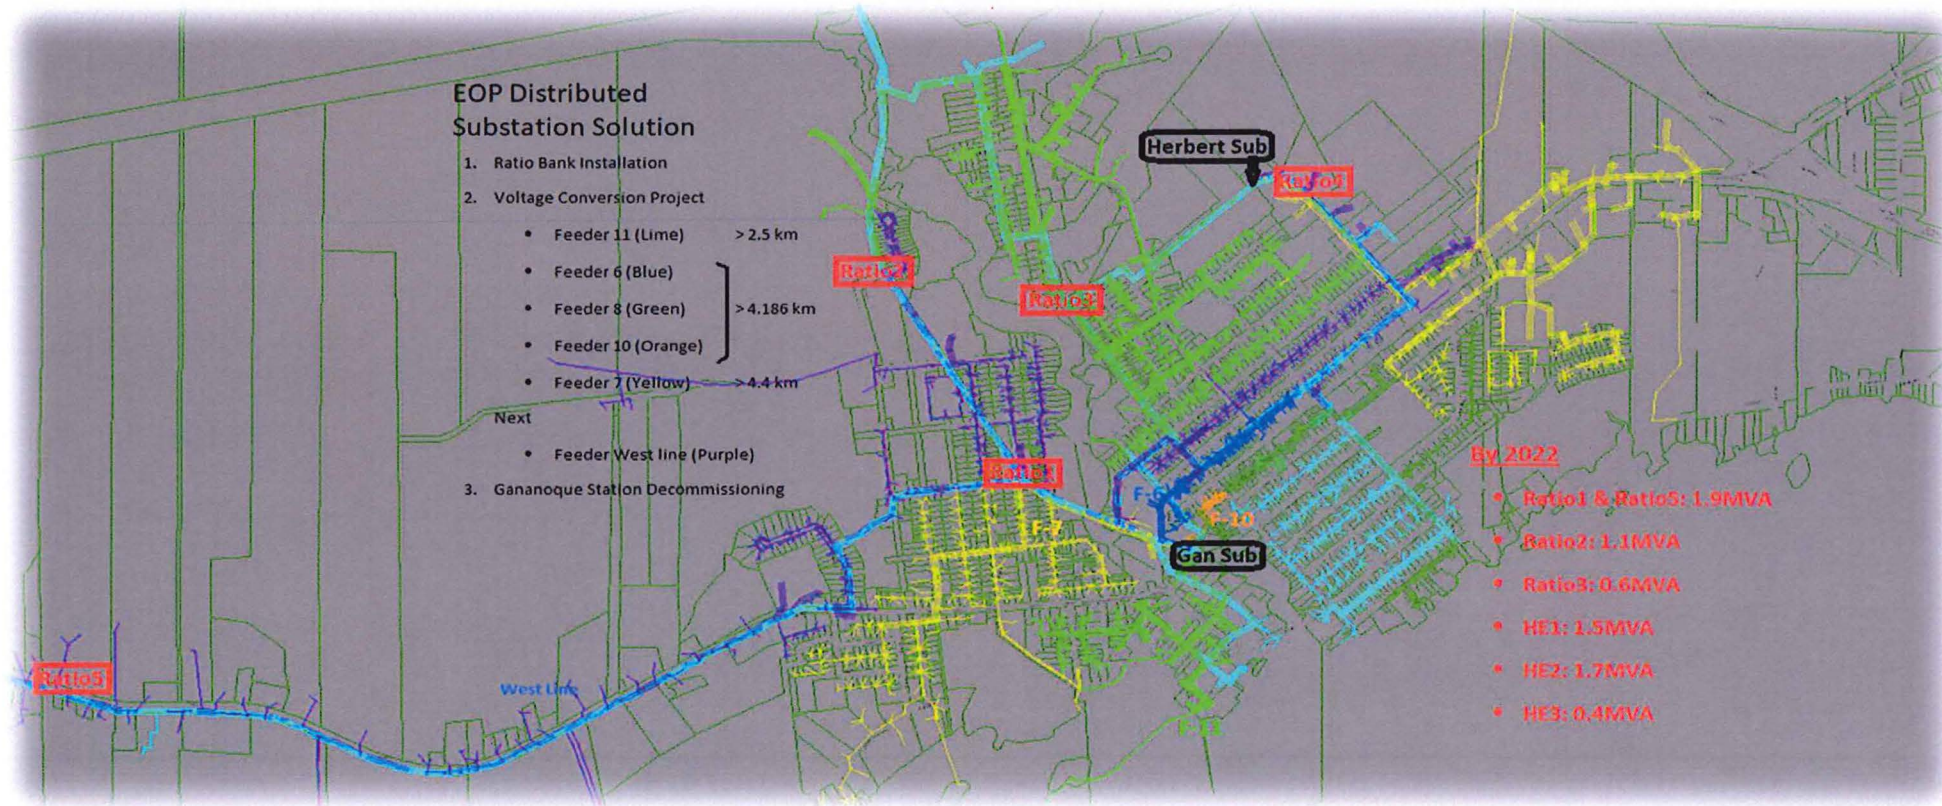 EOP Distributed
Substation Solution
1. Ratio Bank Installation
2. Voltage Conversion Project
• Feeder 11 (Lime) > 2.5 km
• Feeder 6 (Blue)
• Feeder 8 (Green) > 4.186 km
• Feeder 10 (Orange)
• Feeder 7 (Yellow) > 4.4 km
Next
• Feeder West line (Purple)
3. Gananoque Station Decommissioning
Herbert Sub
Ratio2
Ratio3
F-10
F-7
Gan Sub
Ratio5
West Line
By 2022
• Ratio1 & Ratio5: 1.9MVA
• Ratio2: 1.1MVA
• Ratio3: 0.6MVA
• HE1: 1.5MVA
• HE2: 1.7MVA
• HE3: 0.4MVA